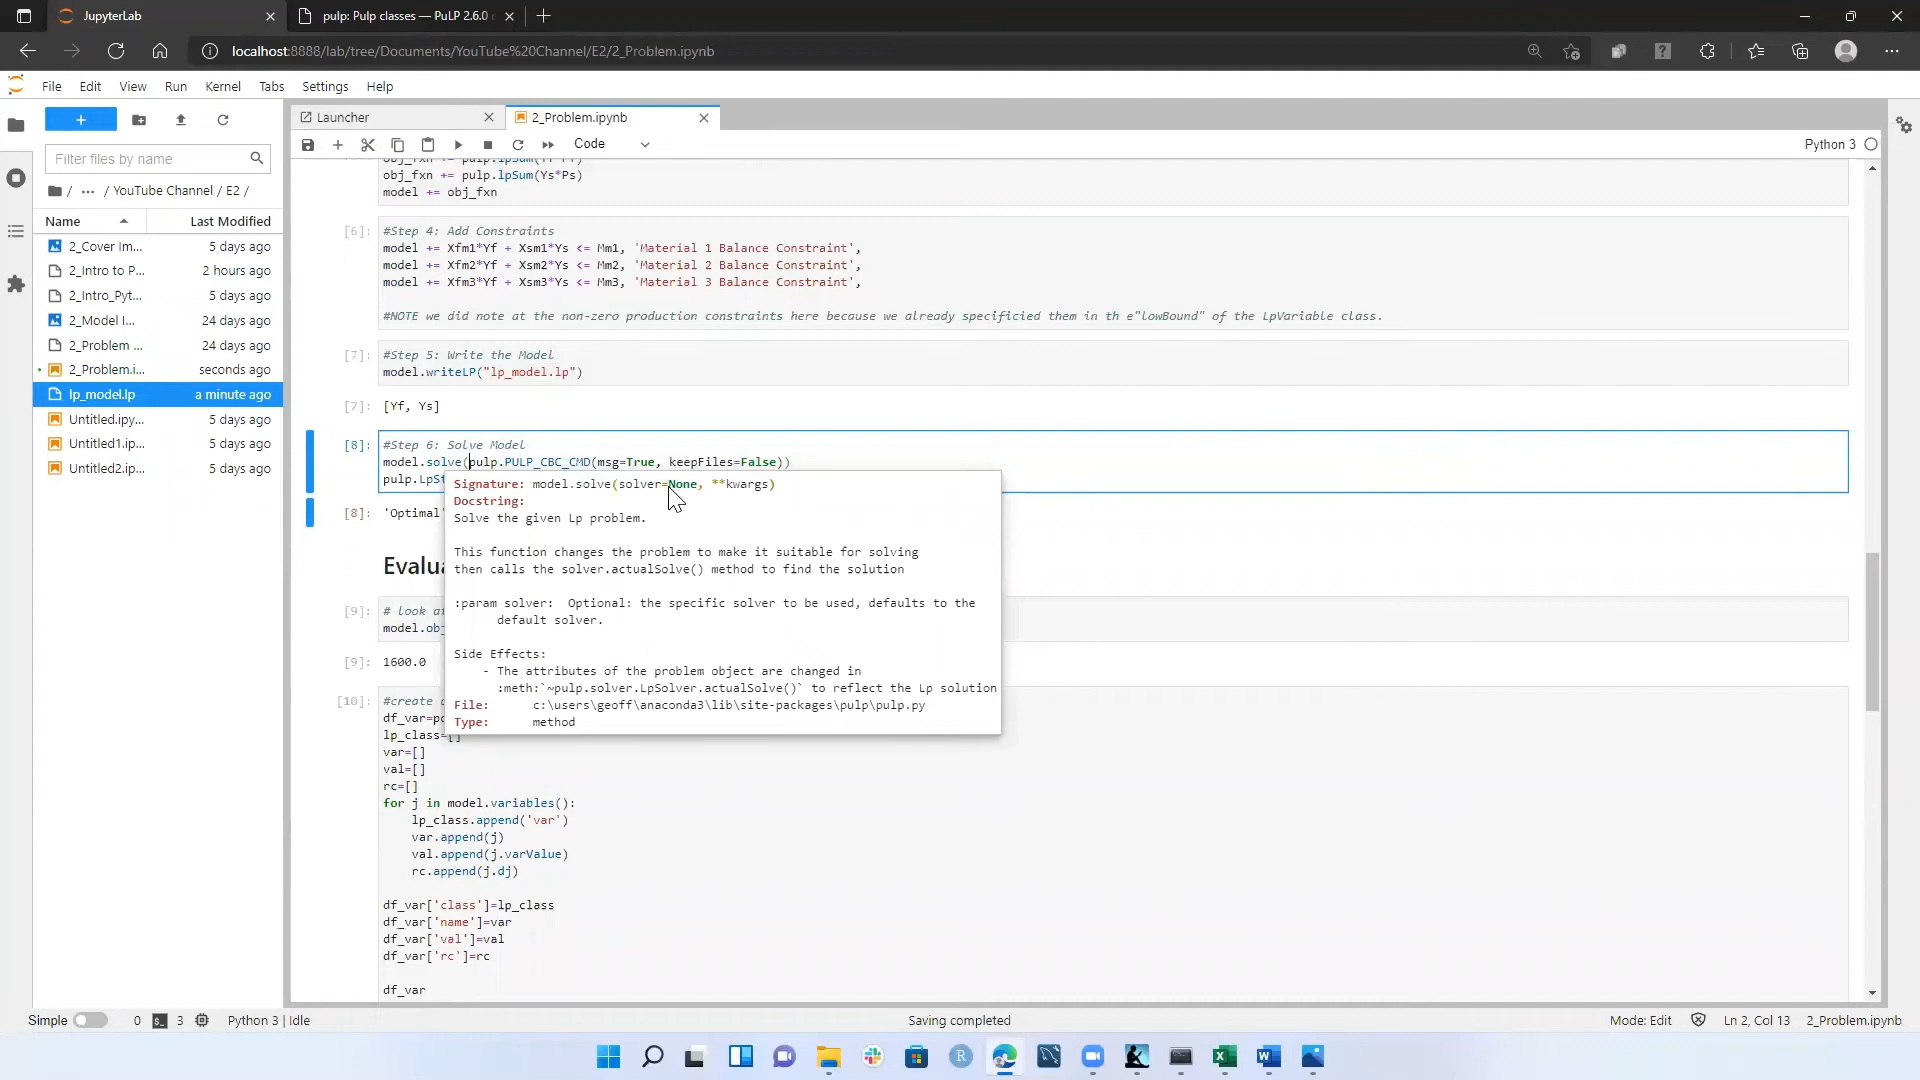 JupyterLab
pulp: Pulp classes — PuLP 2.6.0
localhost:8888/lab/tree/Documents/YouTube%20Channel/E2/2_Problem.ipynb
File Edit View Run Kernel Tabs Settings Help
Launcher
2_Problem.ipynb
Code
Python 3
Filter files by name
/ ··· / YouTube Channel / E2 /
Name Last Modified
2_Cover Im... 5 days ago
2_Intro to P... 2 hours ago
2_Intro_Pyt... 5 days ago
2_Model I... 24 days ago
2_Problem ... 24 days ago
2_Problem.i... seconds ago
lp_model.lp a minute ago
Untitled.ipy... 5 days ago
Untitled1.ip... 5 days ago
Untitled2.ip... 5 days ago
obj_fxn += pulp.lpSum(Yf*Pf)
obj_fxn += pulp.lpSum(Ys*Ps)
model += obj_fxn
[6]: #Step 4: Add Constraints
model += Xfm1*Yf + Xsm1*Ys <= Mm1, 'Material 1 Balance Constraint',
model += Xfm2*Yf + Xsm2*Ys <= Mm2, 'Material 2 Balance Constraint',
model += Xfm3*Yf + Xsm3*Ys <= Mm3, 'Material 3 Balance Constraint',
#NOTE we did note at the non-zero production constraints here because we already specificied them in th e"lowBound" of the LpVariable class.
[7]: #Step 5: Write the Model
model.writeLP("lp_model.lp")
[7]: [Yf, Ys]
[8]: #Step 6: Solve Model
model.solve(pulp.PULP_CBC_CMD(msg=True, keepFiles=False))
pulp.LpSt
[8]: 'Optimal'
Signature: model.solve(solver=None, **kwargs)
Docstring:
Solve the given Lp problem.
This function changes the problem to make it suitable for solving
then calls the solver.actualSolve() method to find the solution
:param solver: Optional: the specific solver to be used, defaults to the
default solver.
Side Effects:
- The attributes of the problem object are changed in
:meth:`~pulp.solver.LpSolver.actualSolve()` to reflect the Lp solution
File: c:\users\geoff\anaconda3\lib\site-packages\pulp\pulp.py
Type: method
Evalua
[9]: # look at
model.obj
[9]: 1600.0
[10]: #create d
df_var=pd
lp_class=[]
var=[]
val=[]
rc=[]
for j in model.variables():
lp_class.append('var')
var.append(j)
val.append(j.varValue)
rc.append(j.dj)
df_var['class']=lp_class
df_var['name']=var
df_var['val']=val
df_var['rc']=rc
df_var
Simple 0 3 Python 3 | Idle Saving completed Mode: Edit Ln 2, Col 13 2_Problem.ipynb